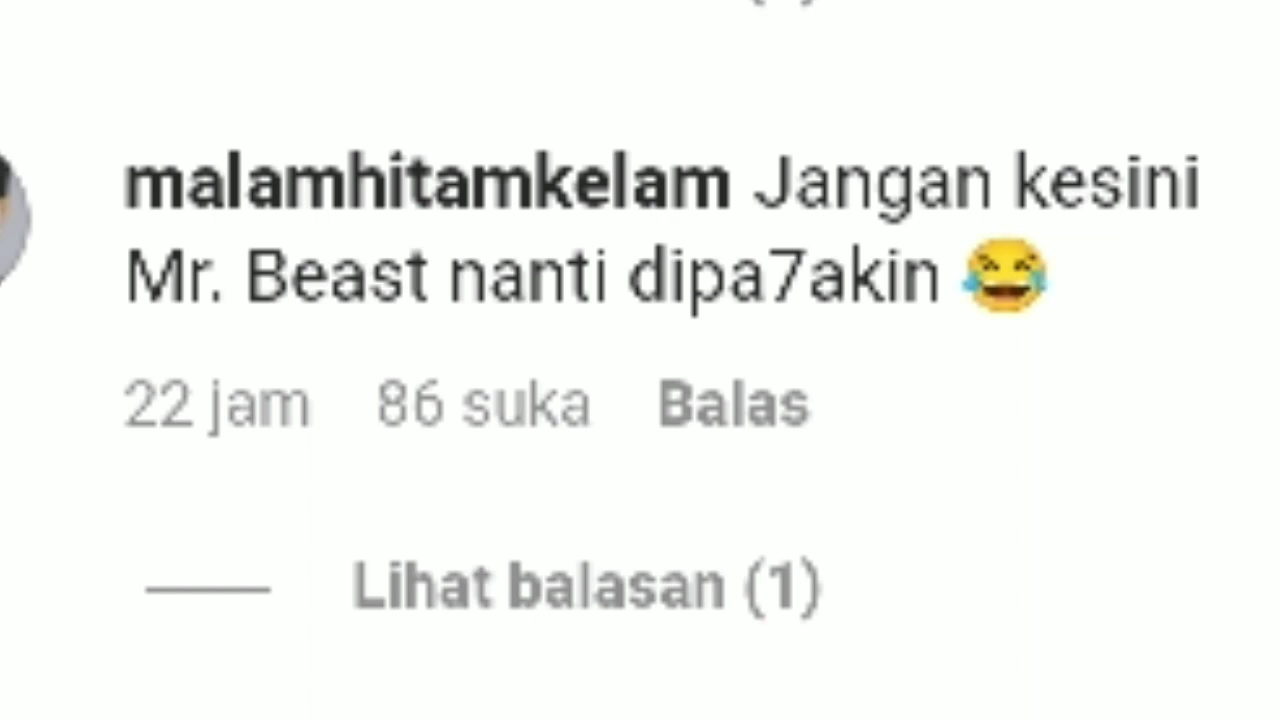 malamhitamkelam Jangan kesini
Mr. Beast nanti dipa7akin 😂
22 jam 86 suka Balas
Lihat balasan (1)